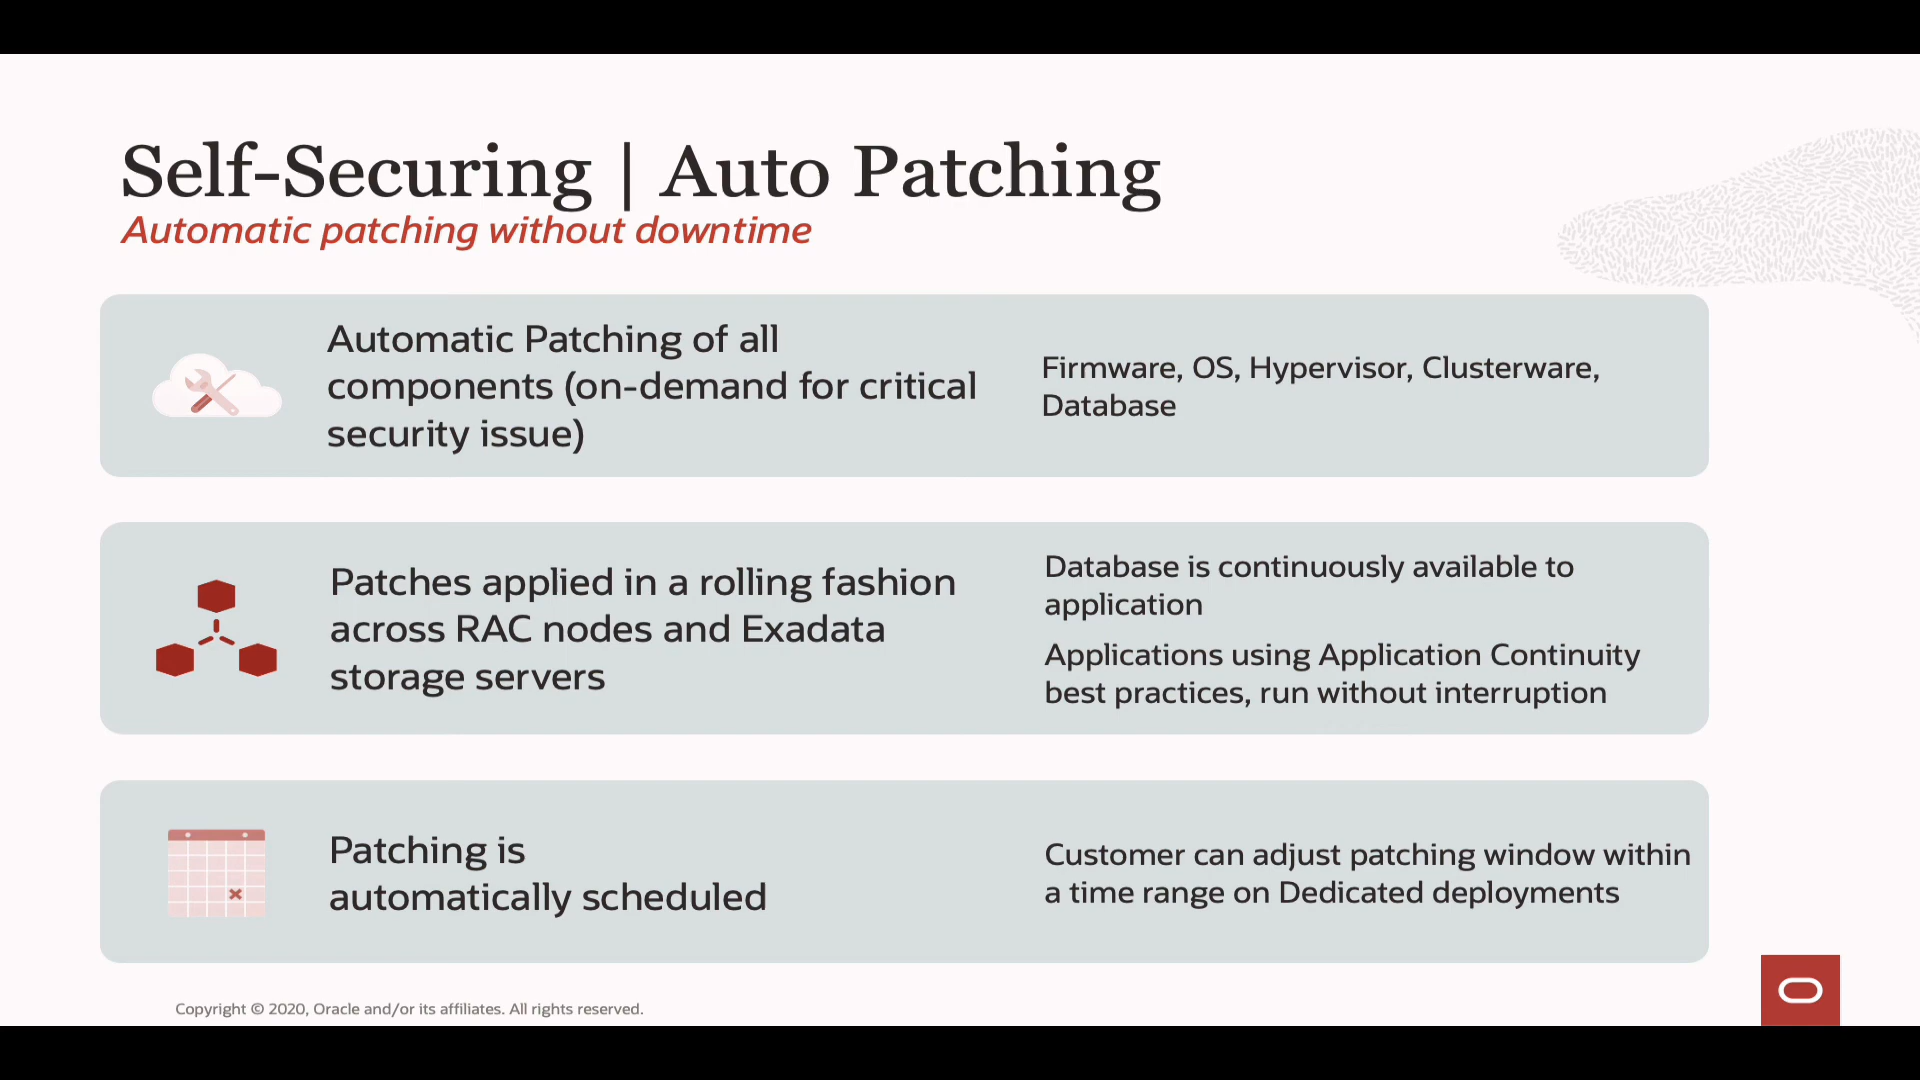 Self-Securing | Auto Patching
Automatic patching without downtime
Automatic Patching of all
components (on-demand for critical
security issue)
Firmware, OS, Hypervisor, Clusterware,
Database
Patches applied in a rolling fashion
across RAC nodes and Exadata
storage servers
Database is continuously available to
application
Applications using Application Continuity
best practices, run without interruption
Patching is
automatically scheduled
Customer can adjust patching window within
a time range on Dedicated deployments
Copyright © 2020, Oracle and/or its affiliates. All rights reserved.